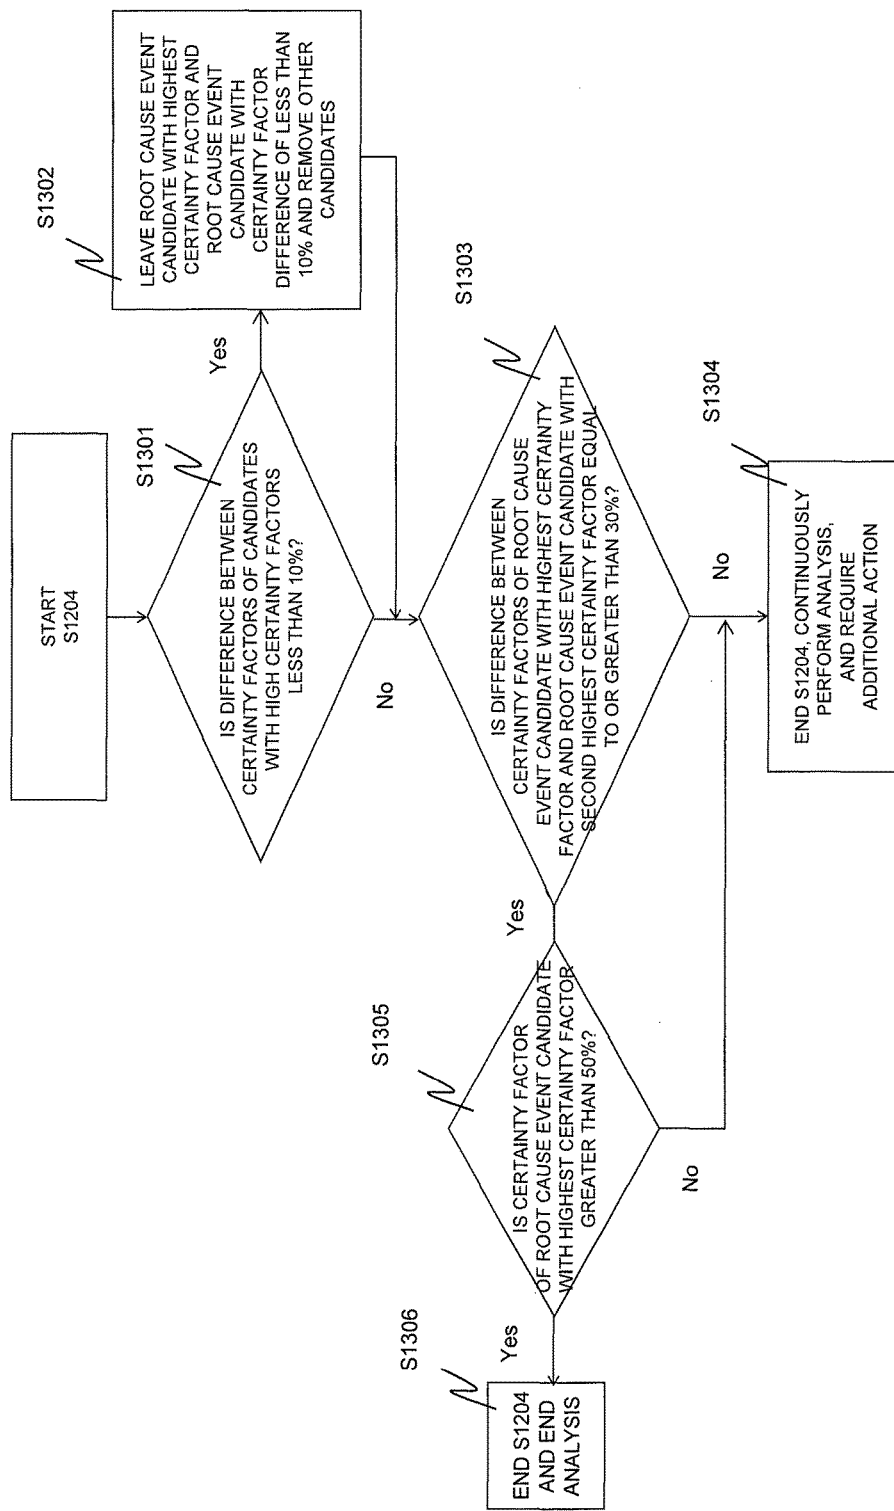 START
S1204
S1301
IS DIFFERENCE BETWEEN
CERTAINTY FACTORS OF CANDIDATES
WITH HIGH CERTAINTY FACTORS
LESS THAN 10%?
Yes
S1302
LEAVE ROOT CAUSE EVENT
CANDIDATE WITH HIGHEST
CERTAINTY FACTOR AND
ROOT CAUSE EVENT
CANDIDATE WITH
CERTAINTY FACTOR
DIFFERENCE OF LESS THAN
10% AND REMOVE OTHER
CANDIDATES
No
S1303
IS DIFFERENCE BETWEEN
CERTAINTY FACTORS OF ROOT CAUSE
EVENT CANDIDATE WITH HIGHEST CERTAINTY
FACTOR AND ROOT CAUSE EVENT CANDIDATE WITH
SECOND HIGHEST CERTAINTY FACTOR EQUAL
TO OR GREATER THAN 30%?
No
S1304
END S1204, CONTINUOUSLY
PERFORM ANALYSIS,
AND REQUIRE
ADDITIONAL ACTION
Yes
S1305
IS CERTAINTY FACTOR
OF ROOT CAUSE EVENT CANDIDATE
WITH HIGHEST CERTAINTY FACTOR
GREATER THAN 50%?
No
Yes
S1306
END S1204
AND END
ANALYSIS